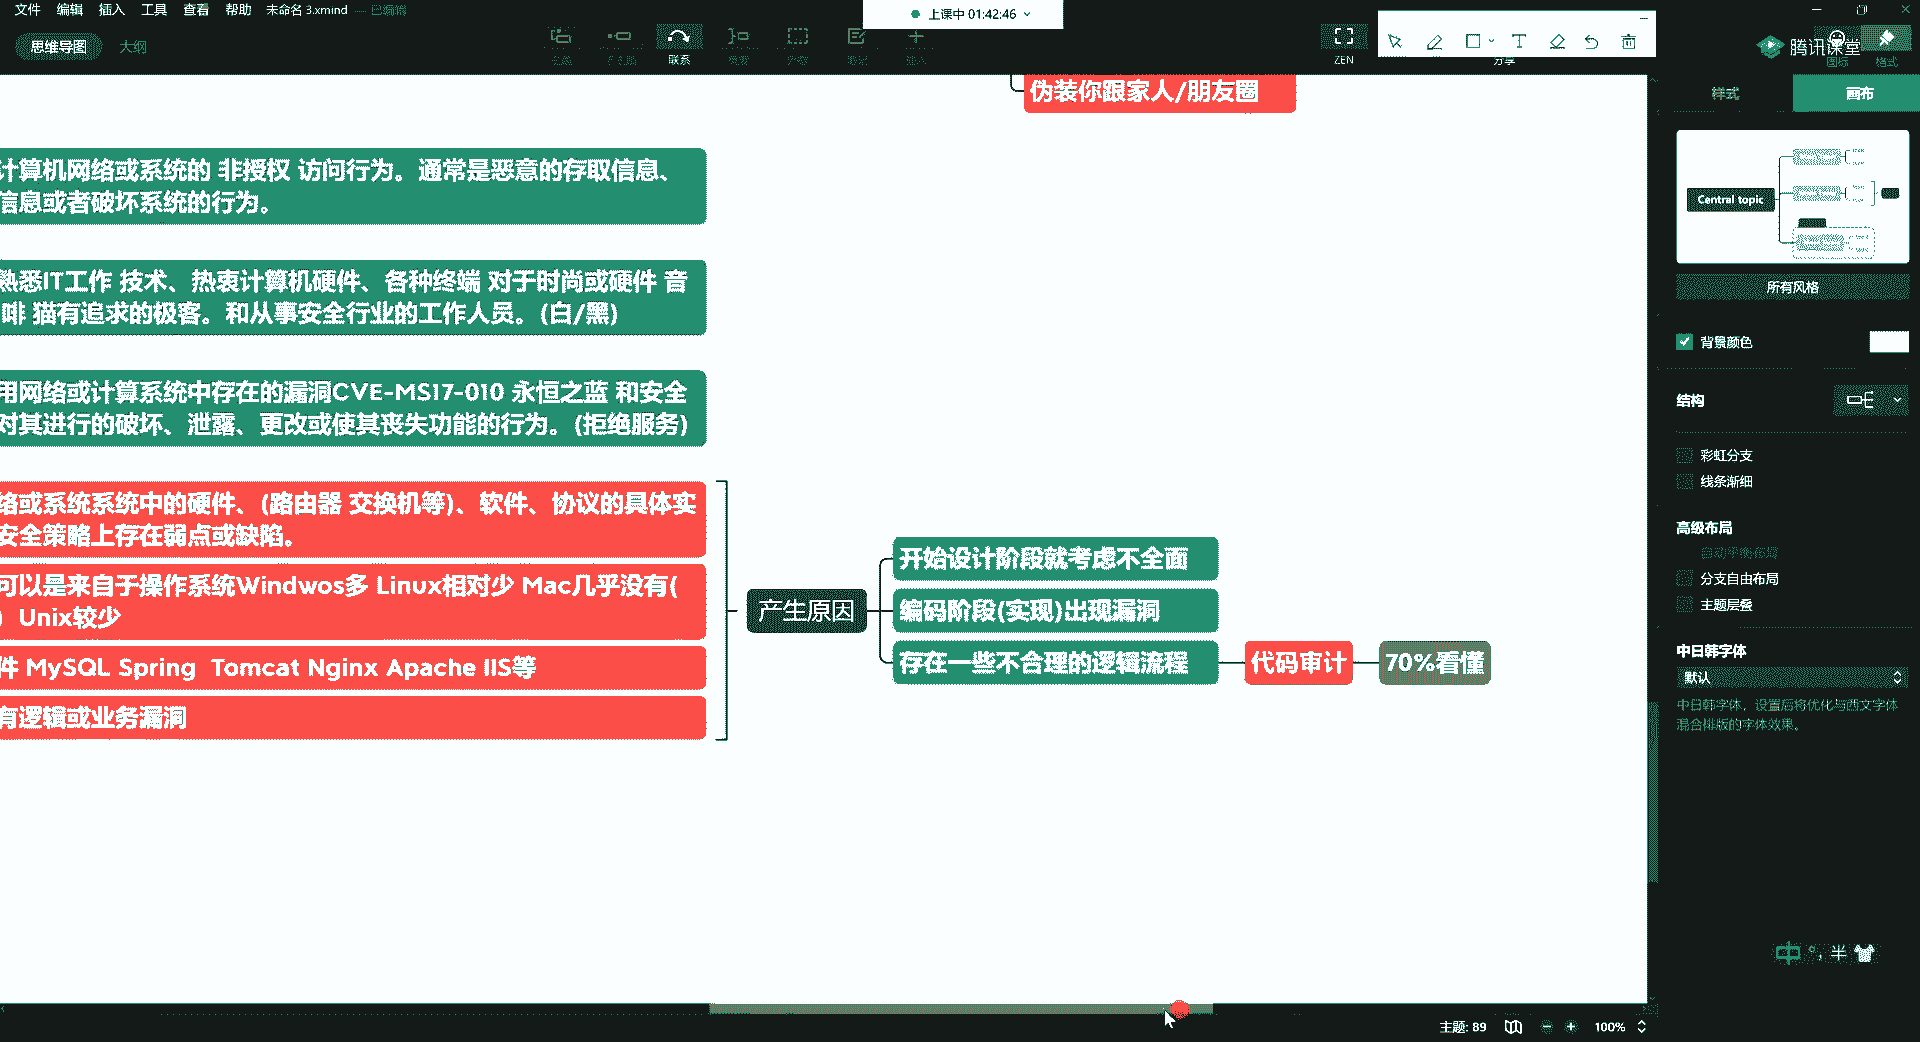 文件 编辑 插入 工具 查看 帮助 未命名 3.xmind — 已编辑
上课中 01:42:46
思维导图 大纲
联系
ZEN
分享
腾讯课堂
图标 格式
样式 画布
伪装你跟家人/朋友圈
计算机网络或系统的 非授权 访问行为。通常是恶意的存取信息、
信息或者破坏系统的行为。
熟悉IT工作 技术、热衷计算机硬件、各种终端 对于时尚或硬件 音
啡 猫有追求的极客。和从事安全行业的工作人员。(白/黑)
用网络或计算系统中存在的漏洞CVE-MS17-010 永恒之蓝 和安全
对其进行的破坏、泄露、更改或使其丧失功能的行为。(拒绝服务)
络或系统系统中的硬件、(路由器 交换机等)、软件、协议的具体实
安全策略上存在弱点或缺陷。
可以是来自于操作系统Windwos多 Linux相对少 Mac几乎没有(
) Unix较少
件 MySQL Spring Tomcat Nginx Apache IIS等
有逻辑或业务漏洞
产生原因
开始设计阶段就考虑不全面
编码阶段(实现)出现漏洞
存在一些不合理的逻辑流程
代码审计
70%看懂
Central topic
所有风格
背景颜色
结构
彩虹分支
线条渐细
高级布局
自动平衡布局
分支自由布局
主题层叠
中日韩字体
默认
中日韩字体，设置后将优化与西文字体
混合排版的字体效果。
中 °, 半
主题: 89
100%